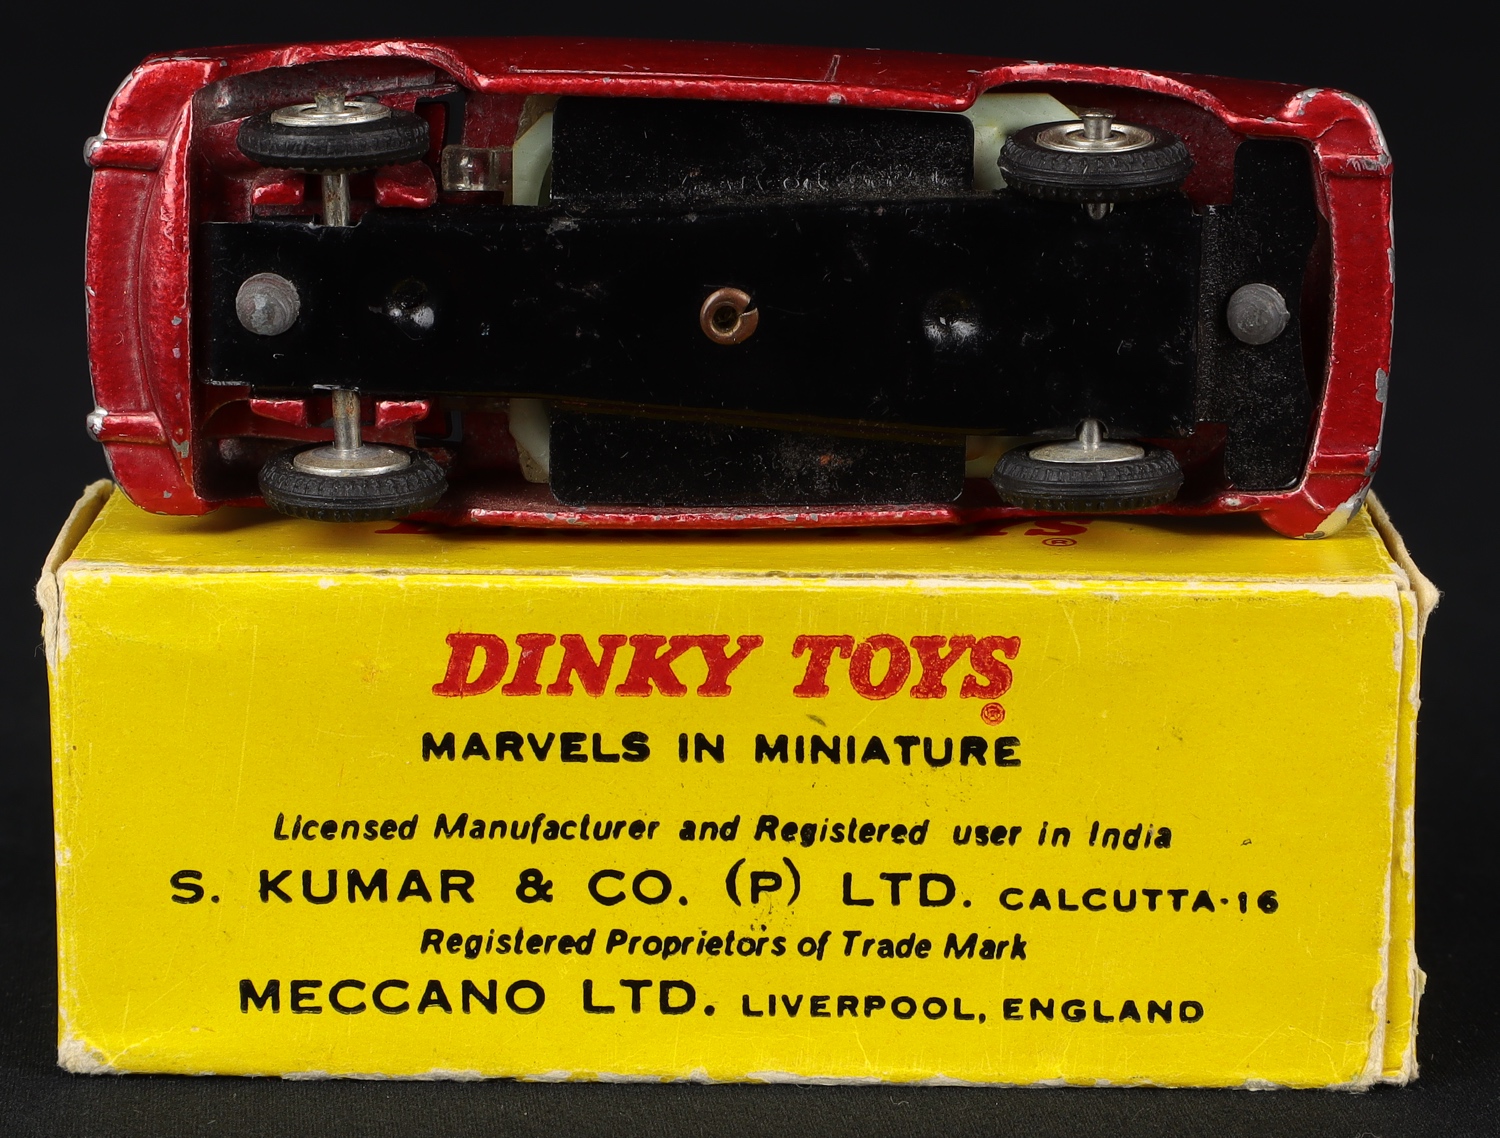 DINKY TOYS
®
MARVELS IN MINIATURE
Licensed Manufacturer and Registered user in India
S. KUMAR & CO. (P) LTD. CALCUTTA-16
Registered Proprietors of Trade Mark
MECCANO LTD. LIVERPOOL, ENGLAND